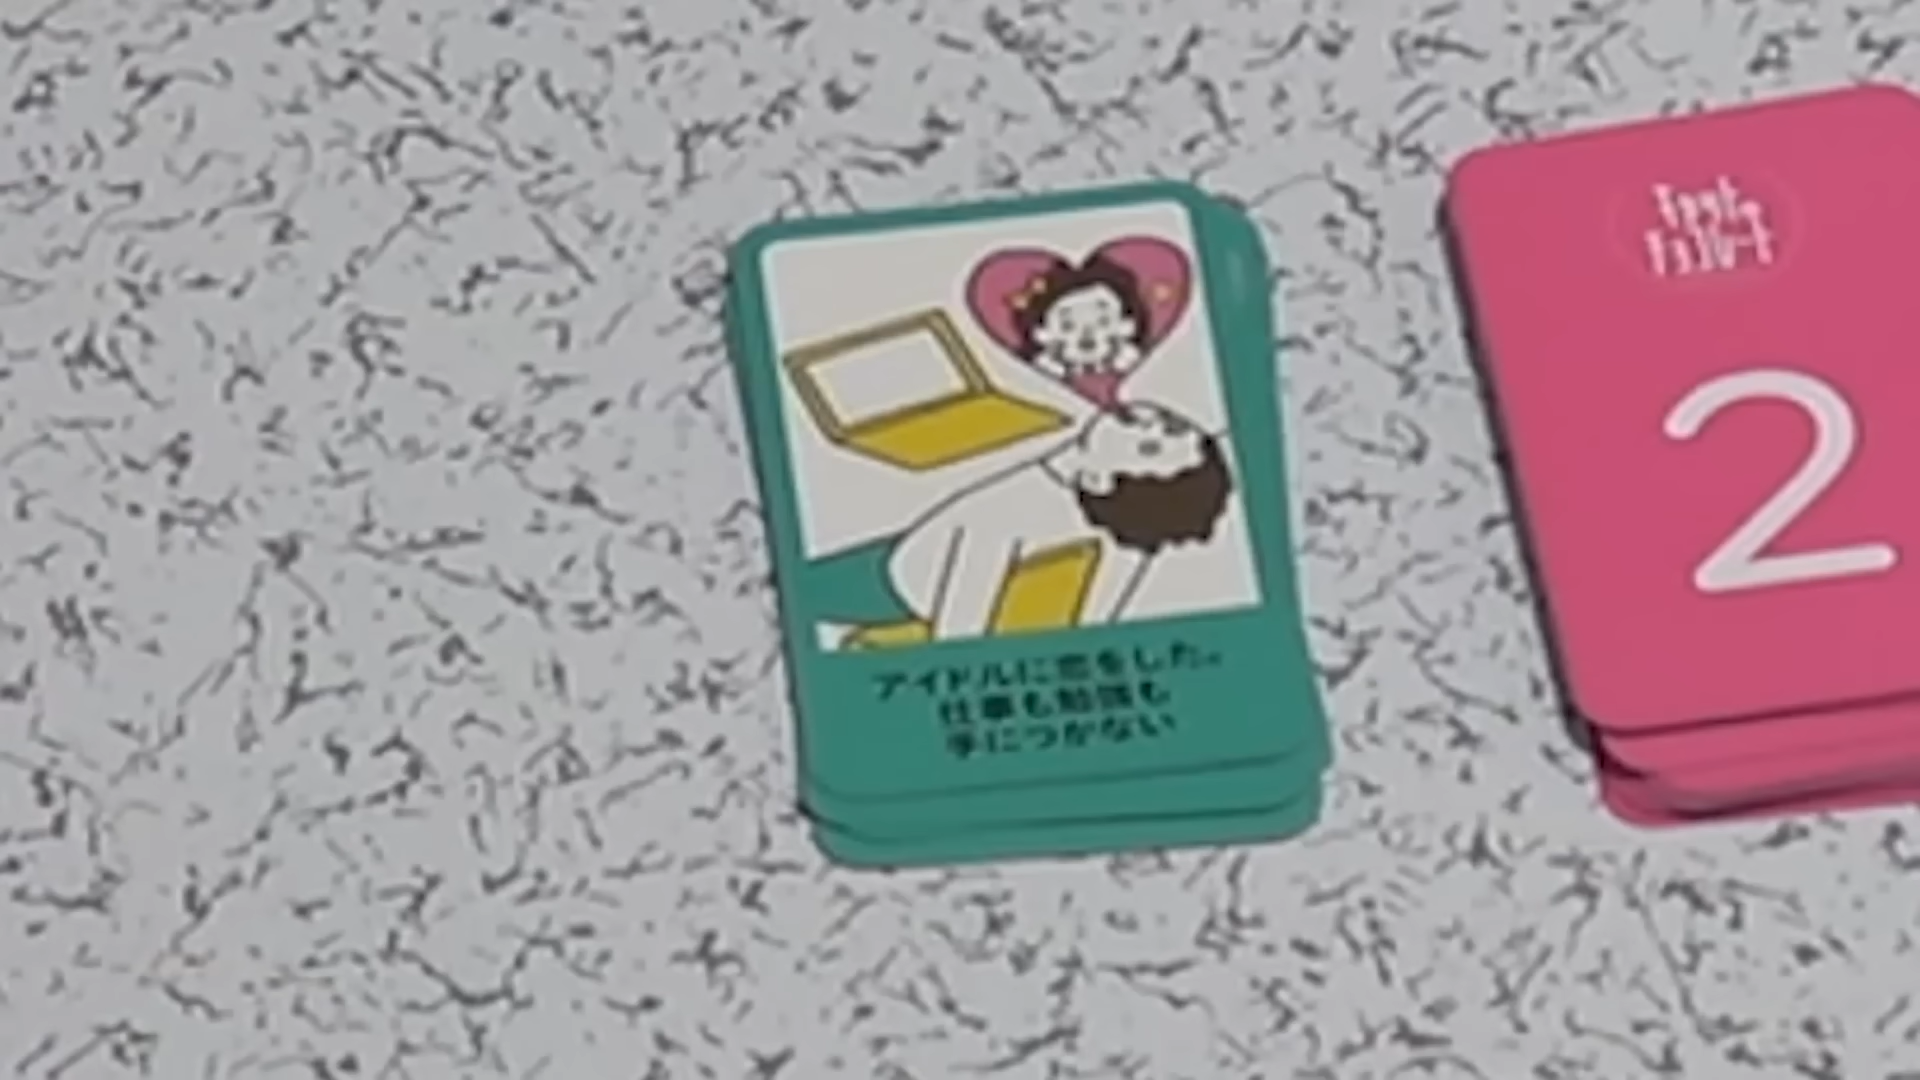 アイドルに恋をした。
仕事も勉強も
手につかない
2